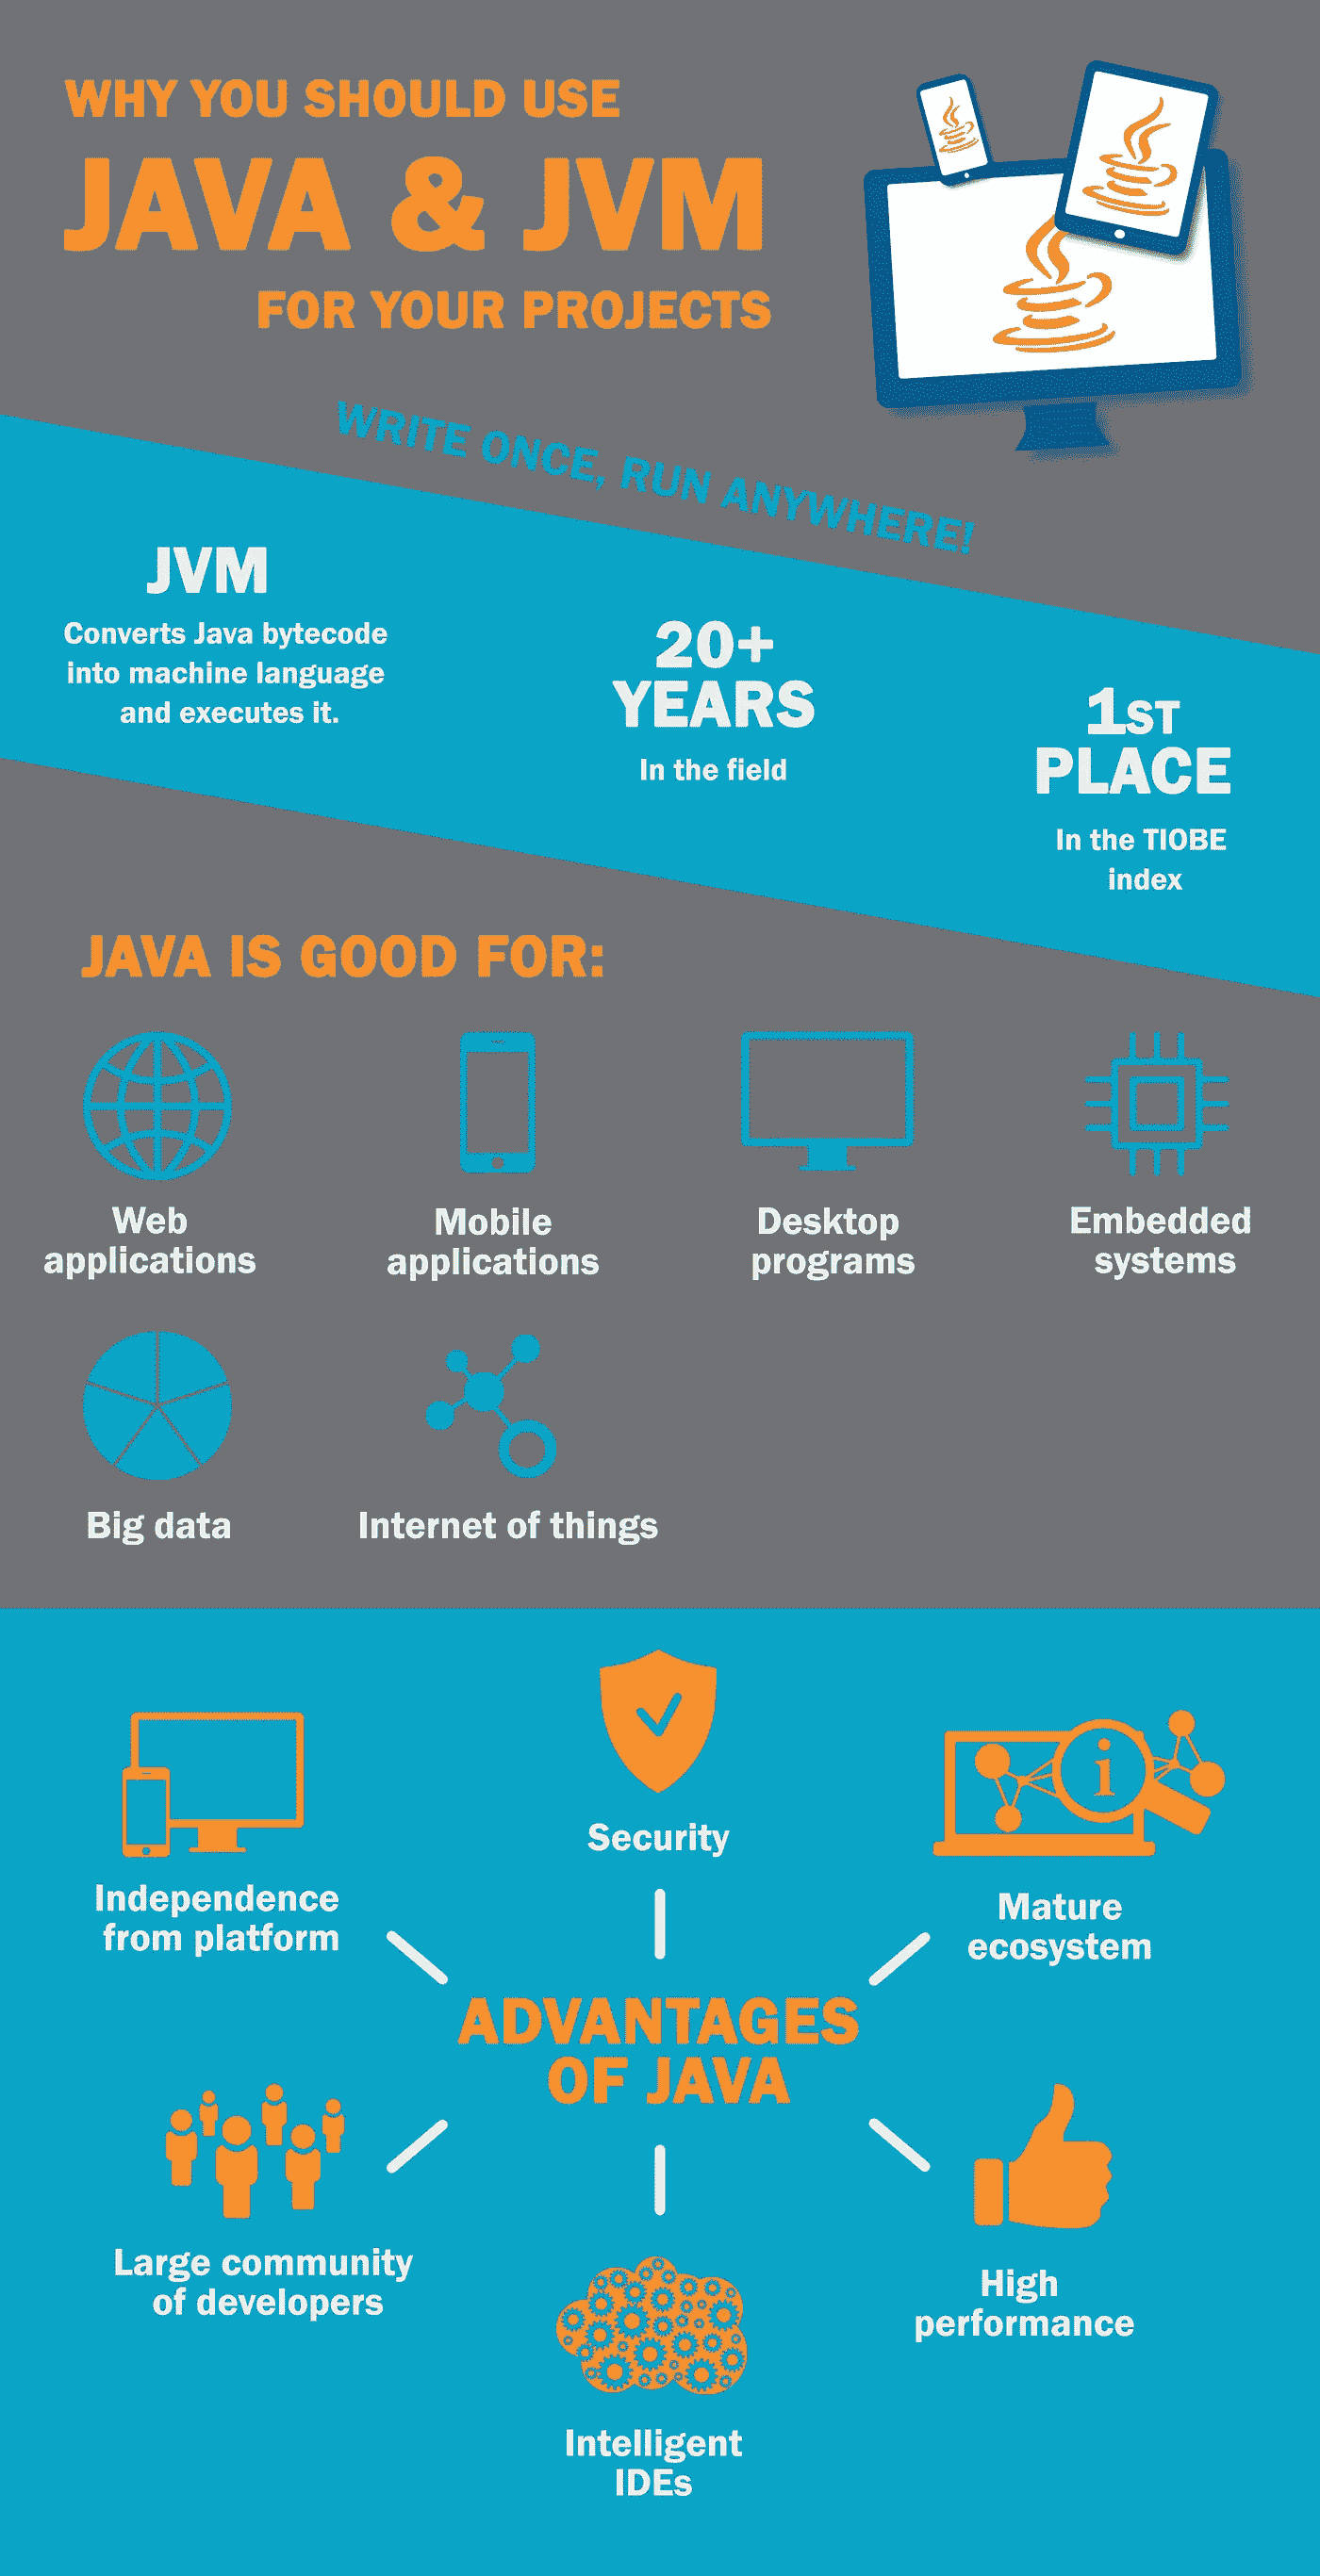 WHY YOU SHOULD USE
JAVA & JVM
FOR YOUR PROJECTS
WRITE ONCE, RUN ANYWHERE!
JVM
Converts Java bytecode
into machine language
and executes it.
20+
YEARS
In the field
1ST
PLACE
In the TIOBE
index
JAVA IS GOOD FOR:
Web
applications
Mobile
applications
Desktop
programs
Embedded
systems
Big data
Internet of things
Independence
from platform
Security
i
Mature
ecosystem
ADVANTAGES
OF JAVA
Large community
of developers
Intelligent
IDEs
High
performance